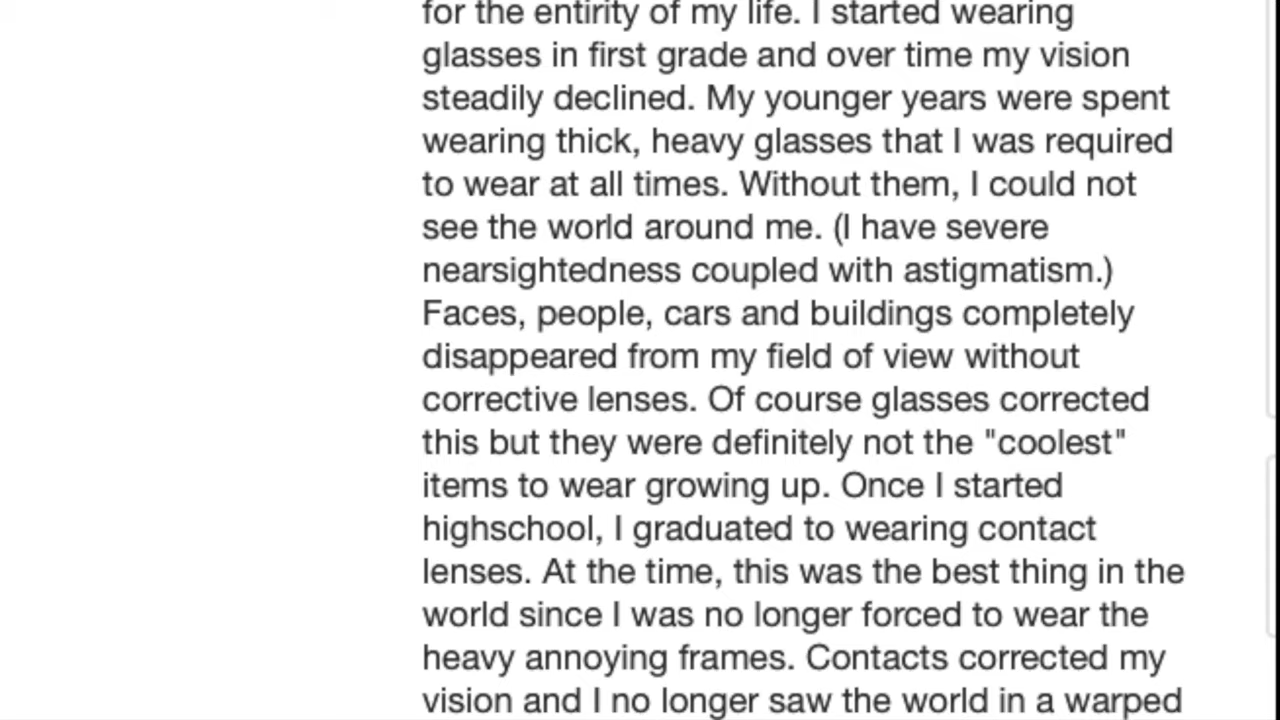 for the entirity of my life. I started wearing
glasses in first grade and over time my vision
steadily declined. My younger years were spent
wearing thick, heavy glasses that I was required
to wear at all times. Without them, I could not
see the world around me. (I have severe
nearsightedness coupled with astigmatism.)
Faces, people, cars and buildings completely
disappeared from my field of view without
corrective lenses. Of course glasses corrected
this but they were definitely not the "coolest"
items to wear growing up. Once I started
highschool, I graduated to wearing contact
lenses. At the time, this was the best thing in the
world since I was no longer forced to wear the
heavy annoying frames. Contacts corrected my
vision and I no longer saw the world in a warped